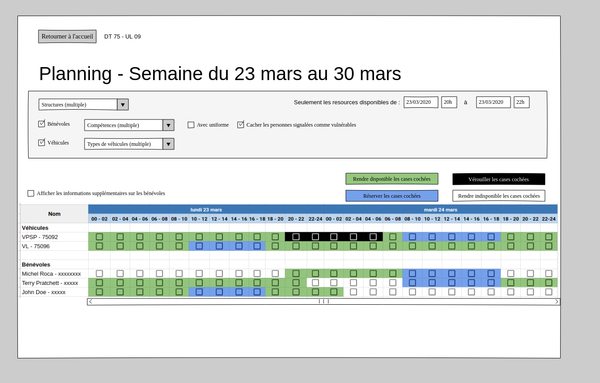 Retourner à l'accueil DT 75 - UL 09
Planning - Semaine du 23 mars au 30 mars
Structures (multiple) Seulement les resources disponibles de : 23/03/2020 20h à 23/03/2020 22h
Bénévoles Compétences (multiple) Avec uniforme Cacher les personnes signalées comme vulnérables
Véhicules Types de véhicules (multiple)
Rendre disponible les cases cochées Vérouiller les cases cochées
Afficher les informations supplémentaires sur les bénévoles Réserver les cases cochées Rendre indisponible les cases cochées
Nom lundi 23 mars mardi 24 mars
00 - 02 02 - 04 04 - 06 06 - 08 08 - 10 10 - 12 12 - 14 14 - 16 16 - 18 18 - 20 20 - 22 22-24 00 - 02 02 - 04 04 - 06 06 - 08 08 - 10 10 - 12 12 - 14 14 - 16 16 - 18 18 - 20 20 - 22 22-24
Véhicules
VPSP - 75092
VL - 75096
Bénévoles
Michel Roca - xxxxxxxx
Terry Pratchett - xxxxx
John Doe - xxxxx